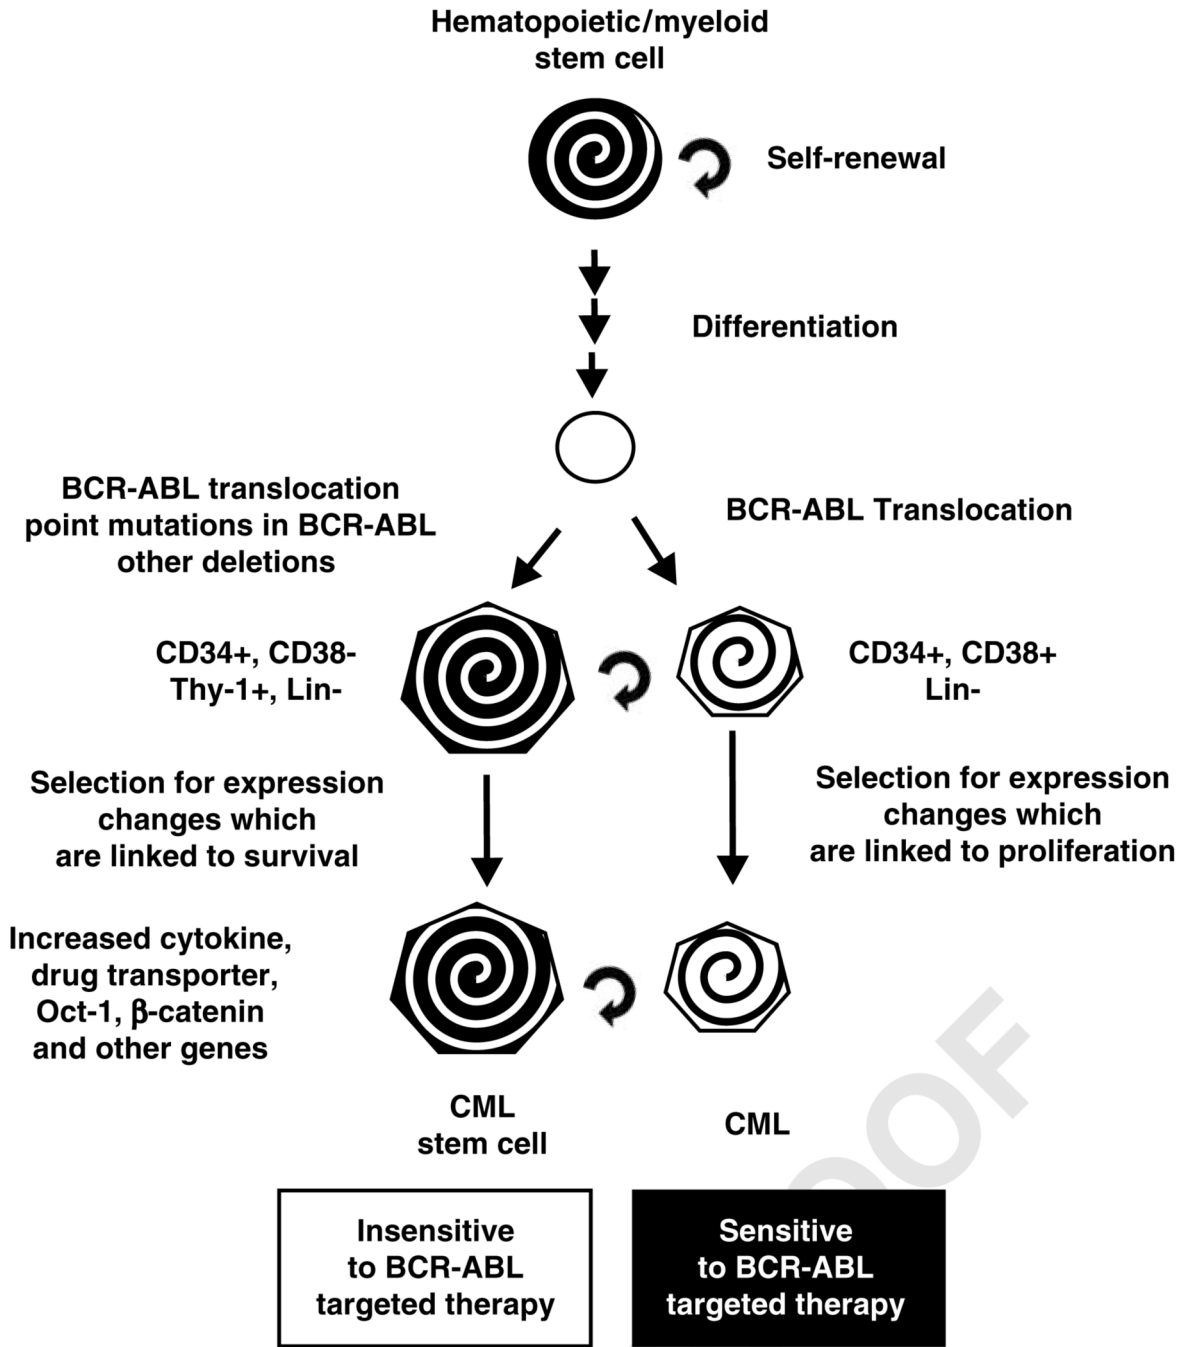 Hematopoietic/myeloid
stem cell
Self-renewal
Differentiation
BCR-ABL translocation
point mutations in BCR-ABL
other deletions
BCR-ABL Translocation
CD34+, CD38-
Thy-1+, Lin-
CD34+, CD38+
Lin-
Selection for expression
changes which
are linked to survival
Selection for expression
changes which
are linked to proliferation
Increased cytokine,
drug transporter,
Oct-1, β-catenin
and other genes
CML
stem cell
CML
Insensitive
to BCR-ABL
targeted therapy
Sensitive
to BCR-ABL
targeted therapy
OOF